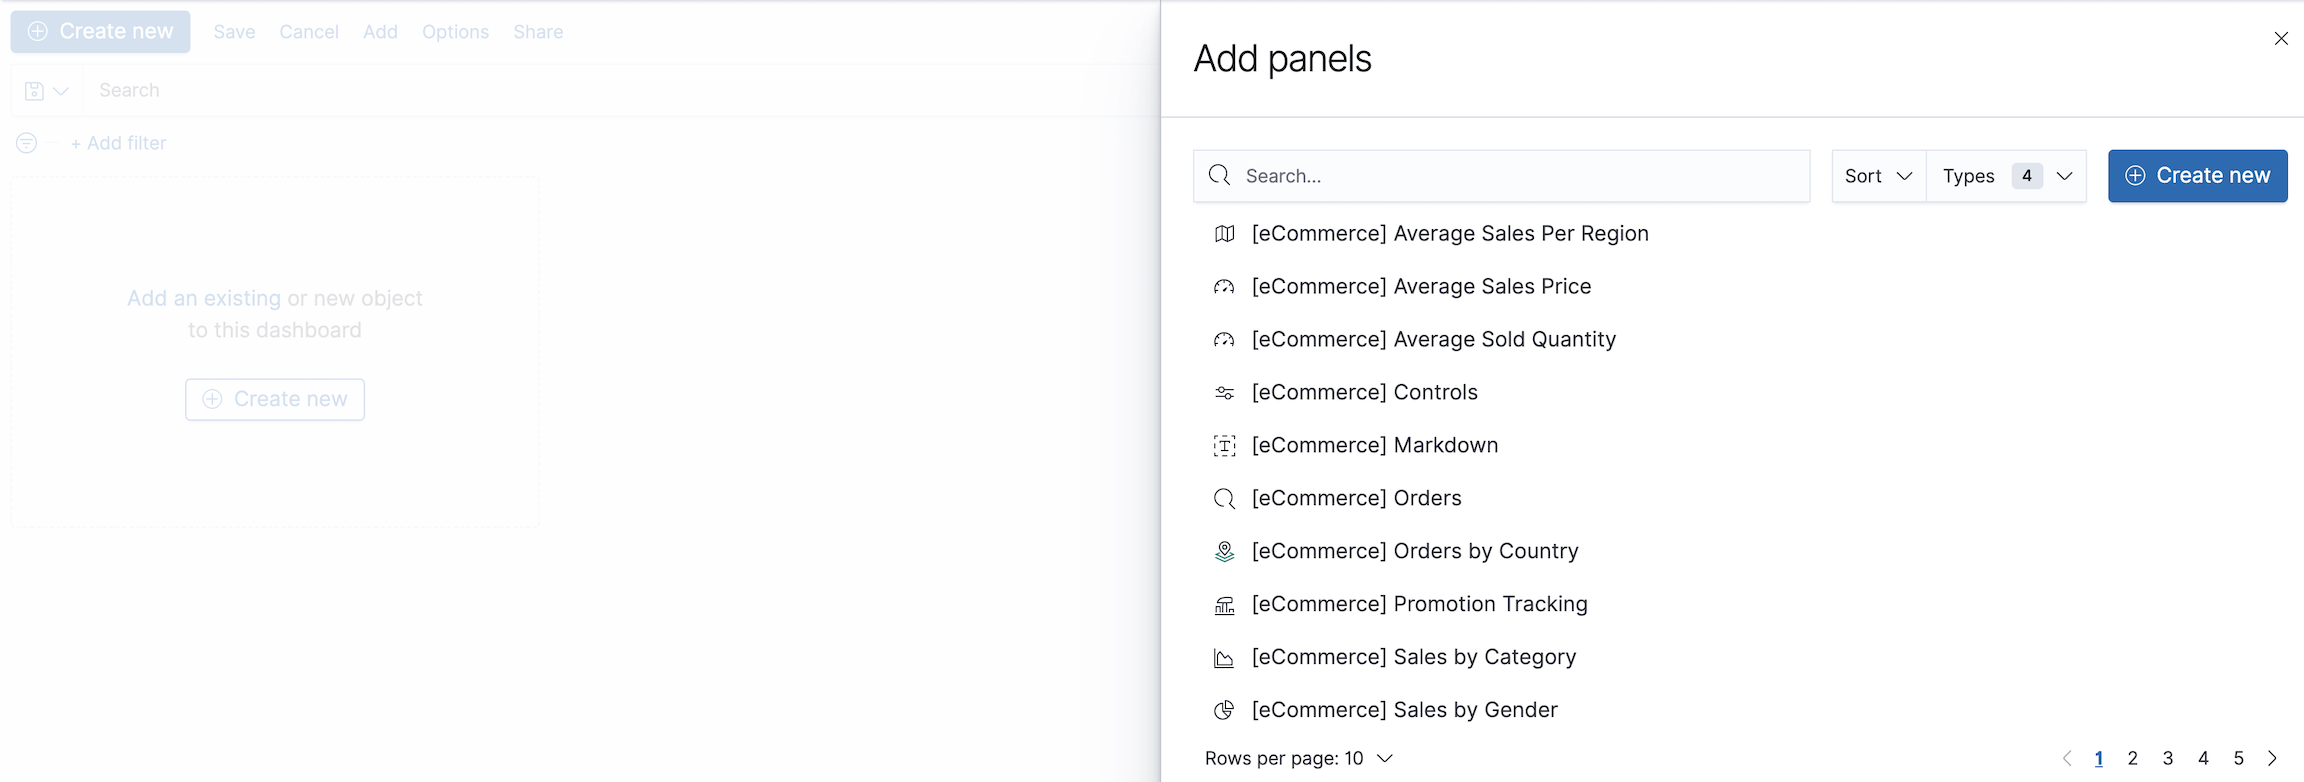 Create new Save Cancel Add Options Share
Search
+ Add filter
Add an existing or new object
to this dashboard
Create new
Add panels
Search... Sort Types 4 Create new
[eCommerce] Average Sales Per Region
[eCommerce] Average Sales Price
[eCommerce] Average Sold Quantity
[eCommerce] Controls
[eCommerce] Markdown
[eCommerce] Orders
[eCommerce] Orders by Country
[eCommerce] Promotion Tracking
[eCommerce] Sales by Category
[eCommerce] Sales by Gender
Rows per page: 10 1 2 3 4 5